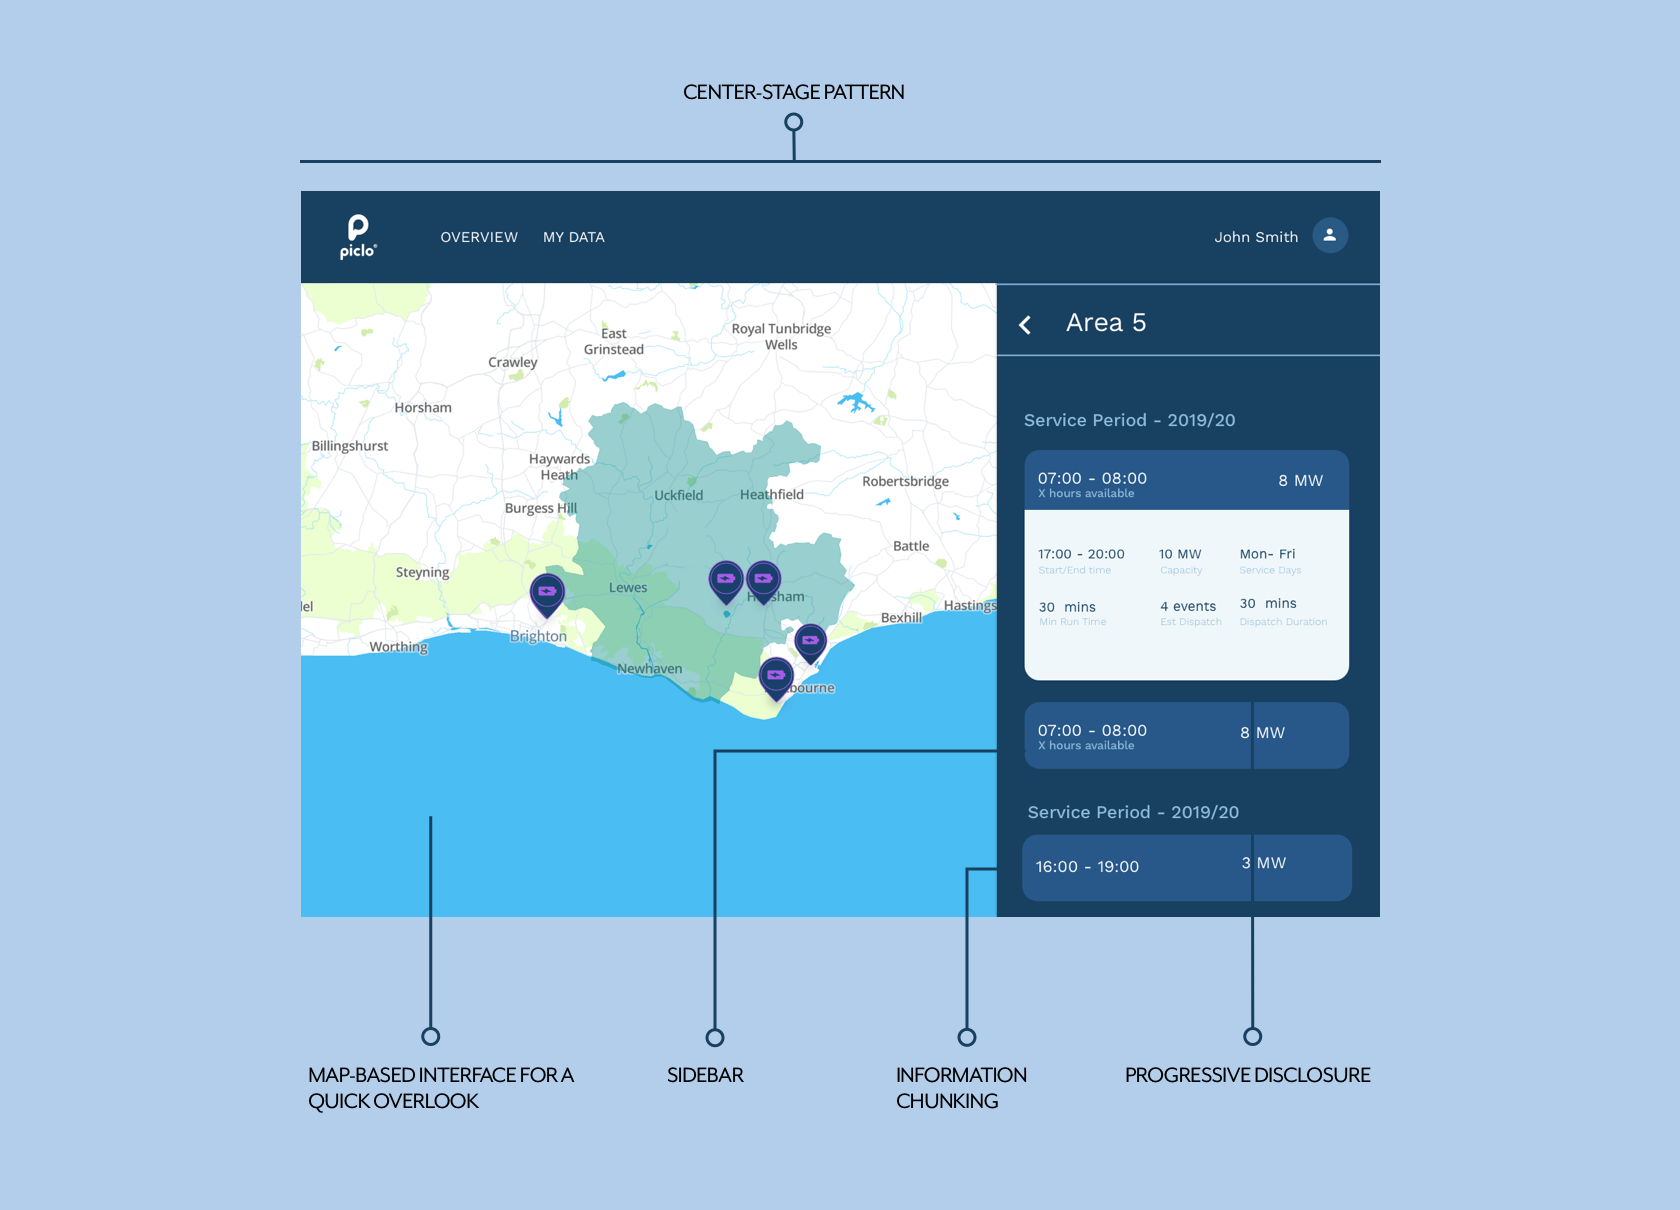 CENTER-STAGE PATTERN
piclo®
OVERVIEW
MY DATA
John Smith
East
Grinstead
Royal Tunbridge
Wells
Crawley
Horsham
Billingshurst
Haywards
Heath
Burgess Hill
Uckfield
Heathfield
Robertsbridge
Battle
Steyning
Lewes
sham
Hastings
Bexhill
Brighton
Worthing
Newhaven
bourne
Area 5
Service Period - 2019/20
07:00 - 08:00
8 MW
X hours available
17:00 - 20:00
10 MW
Mon- Fri
Start/End time
Capacity
Service Days
30 mins
4 events
30 mins
Min Run Time
Est Dispatch
Dispatch Duration
07:00 - 08:00
8 MW
X hours available
Service Period - 2019/20
16:00 - 19:00
3 MW
MAP-BASED INTERFACE FOR A
QUICK OVERLOOK
SIDEBAR
INFORMATION
CHUNKING
PROGRESSIVE DISCLOSURE